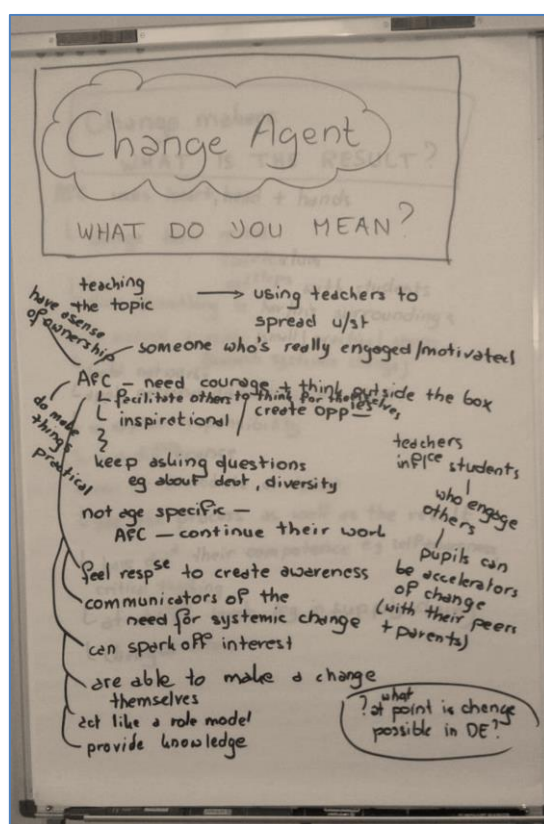 Change Agent
WHAT DO YOU MEAN?
teaching
the topic → using teachers to
spread u/st
have a sense
of ownership
someone who's really engaged/motivated
AFC – need courage + think outside the box
facilitate others to think for themselves,
inspirational / create oppies
do make
things
practical
keep asking questions
eg about devt, diversity
not age specific –
AFC – continue their work
feel respse to create awareness
communicators of the
need for systemic change
can spark off interest
are able to make a change
themselves
act like a role model
provide knowledge
teachers
infl'ce students
who engage
others
pupils can
be accelerators
of change
(with their peers
+ parents)
? what
at point is change
possible in DE?